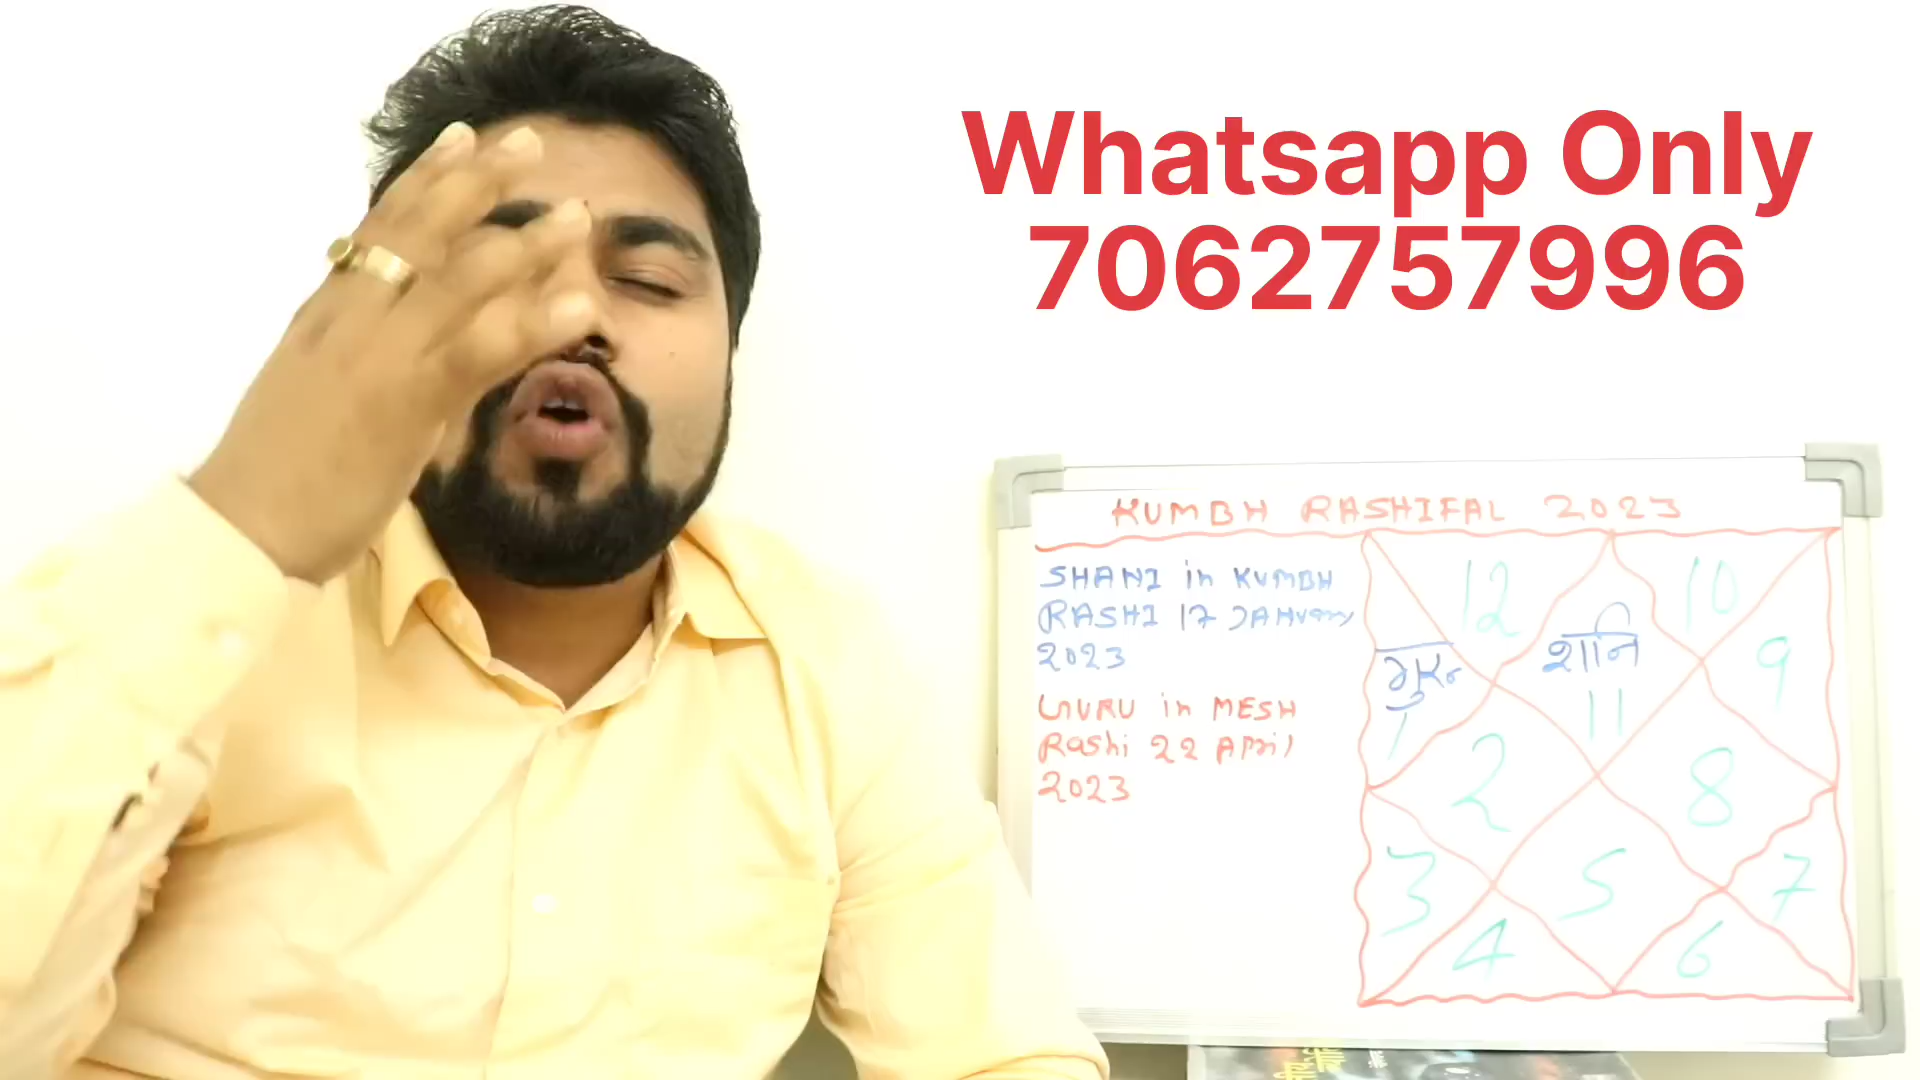 Whatsapp Only
7062757996
KUMBH RASHIFAL 2023
SHANI in KUMBH
RASHI 17 JANuary
2023
GURU in MESH
Rashi 22 April
2023
12
10
गुरु
शनि
9
1
11
2
8
3
5
7
4
6